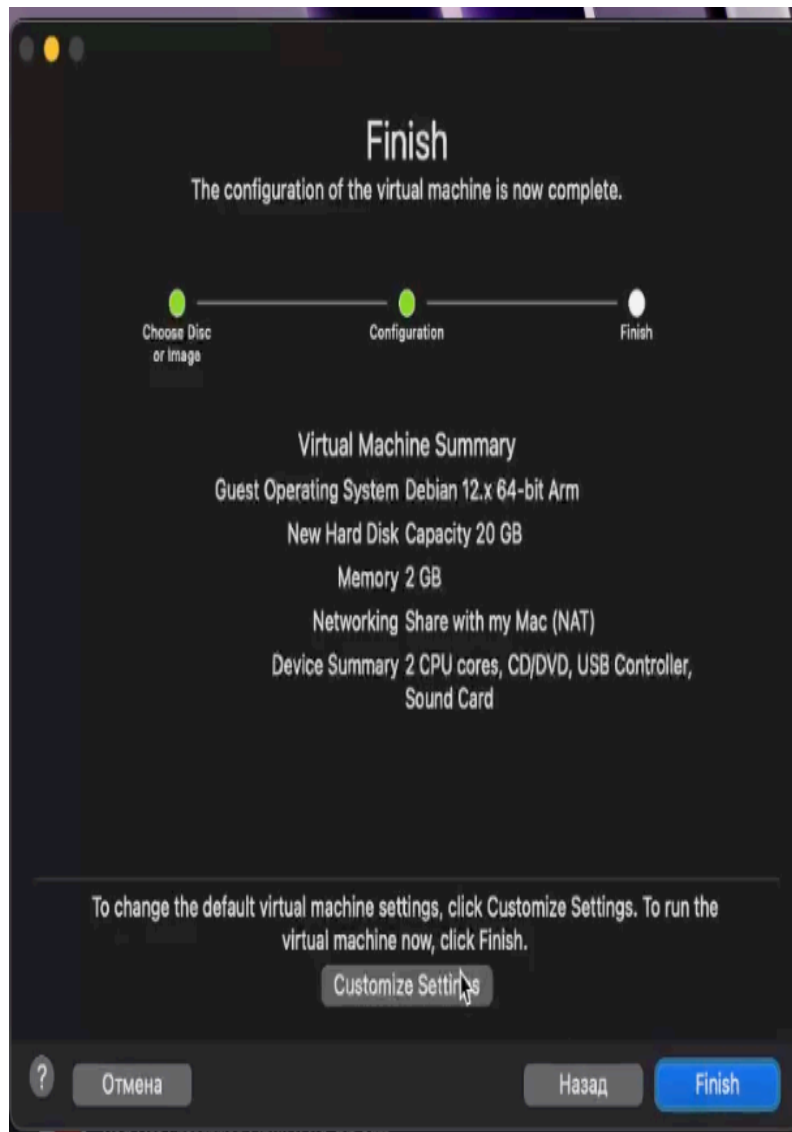 Finish
The configuration of the virtual machine is now complete.
Choose Disc
or Image
Configuration
Finish
Virtual Machine Summary
Guest Operating System Debian 12.x 64-bit Arm
New Hard Disk Capacity 20 GB
Memory 2 GB
Networking Share with my Mac (NAT)
Device Summary 2 CPU cores, CD/DVD, USB Controller,
Sound Card
To change the default virtual machine settings, click Customize Settings. To run the
virtual machine now, click Finish.
Customize Settings
?
Отмена
Назад
Finish